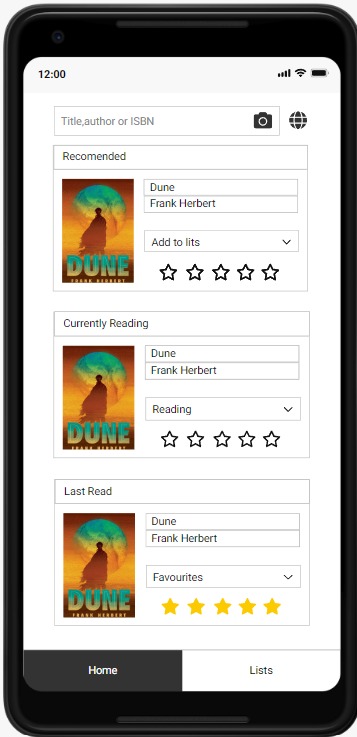 12:00
Title,author or ISBN
Recomended
Dune
Frank Herbert
Add to lits
DUNE
FRANK HERBERT
Currently Reading
Dune
Frank Herbert
Reading
DUNE
FRANK HERBERT
Last Read
Dune
Frank Herbert
Favourites
DUNE
FRANK HERBERT
Home
Lists